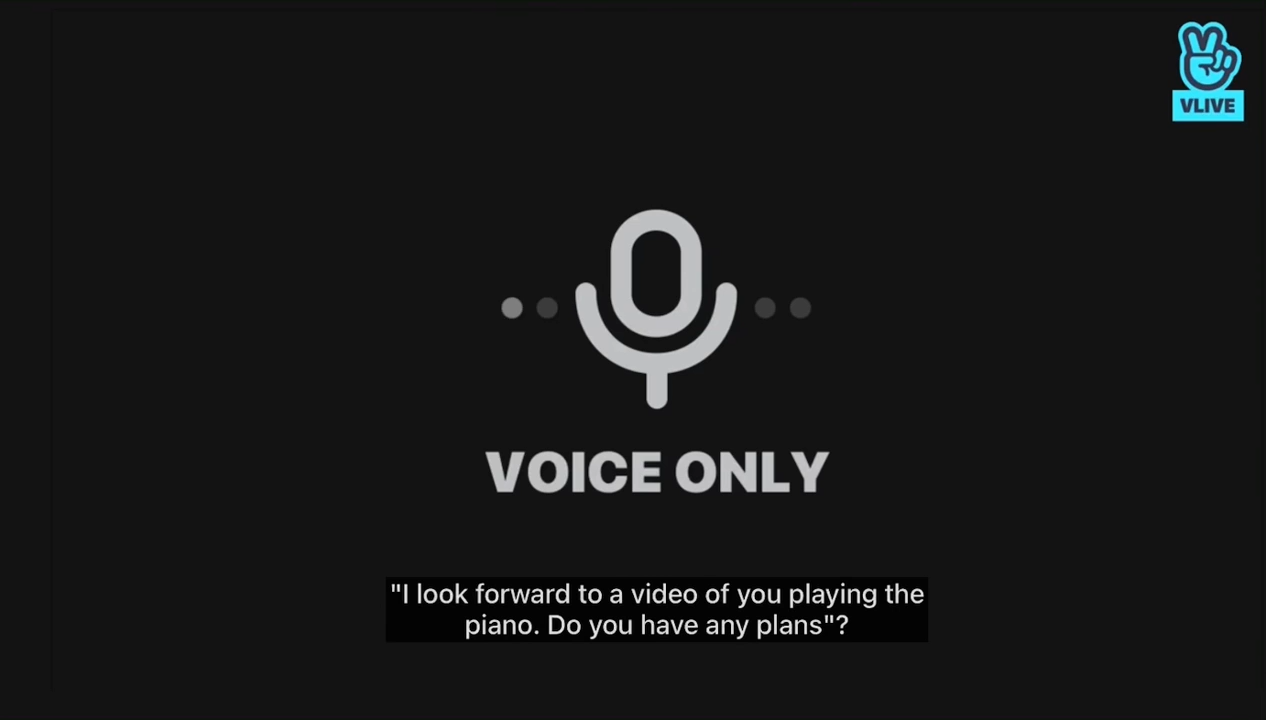 VLIVE
VOICE ONLY
"I look forward to a video of you playing the
piano. Do you have any plans"?